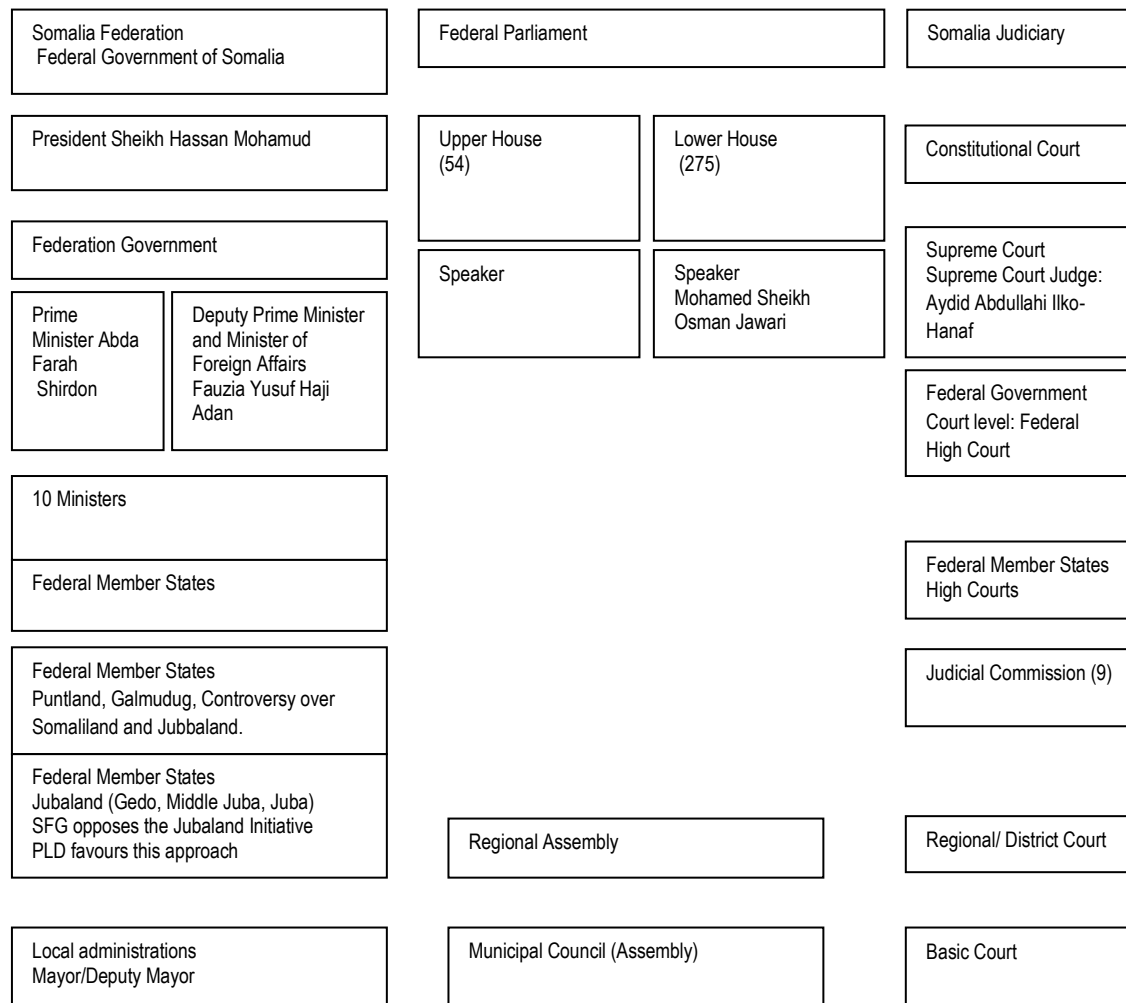 Somalia Federation
Federal Government of Somalia
President Sheikh Hassan Mohamud
Federation Government
Prime
Minister Abda
Farah
Shirdon
Deputy Prime Minister
and Minister of
Foreign Affairs
Fauzia Yusuf Haji
Adan
10 Ministers
Federal Member States
Federal Member States
Puntland, Galmudug, Controversy over
Somaliland and Jubbaland.
Federal Member States
Jubaland (Gedo, Middle Juba, Juba)
SFG opposes the Jubaland Initiative
PLD favours this approach
Local administrations
Mayor/Deputy Mayor
Federal Parliament
Upper House
(54)
Lower House
(275)
Speaker
Speaker
Mohamed Sheikh
Osman Jawari
Regional Assembly
Municipal Council (Assembly)
Somalia Judiciary
Constitutional Court
Supreme Court
Supreme Court Judge:
Aydid Abdullahi Ilko-
Hanaf
Federal Government
Court level: Federal
High Court
Federal Member States
High Courts
Judicial Commission (9)
Regional/ District Court
Basic Court